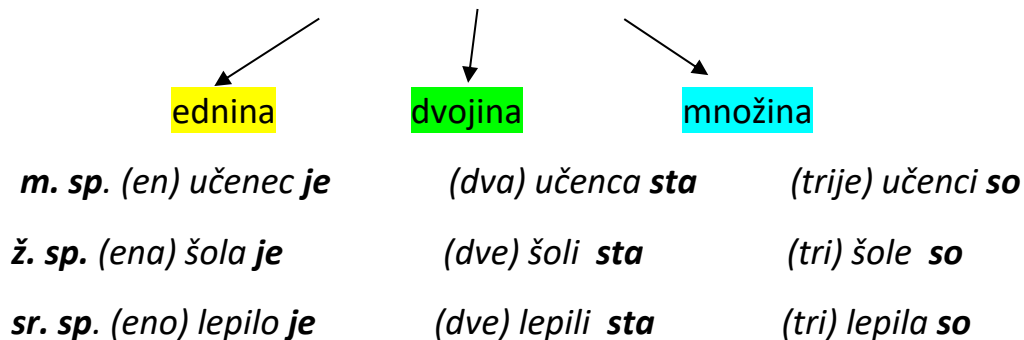 ednina dvojina množina
m. sp. (en) učenec je (dva) učenca sta (trije) učenci so
ž. sp. (ena) šola je (dve) šoli sta (tri) šole so
sr. sp. (eno) lepilo je (dve) lepili sta (tri) lepila so